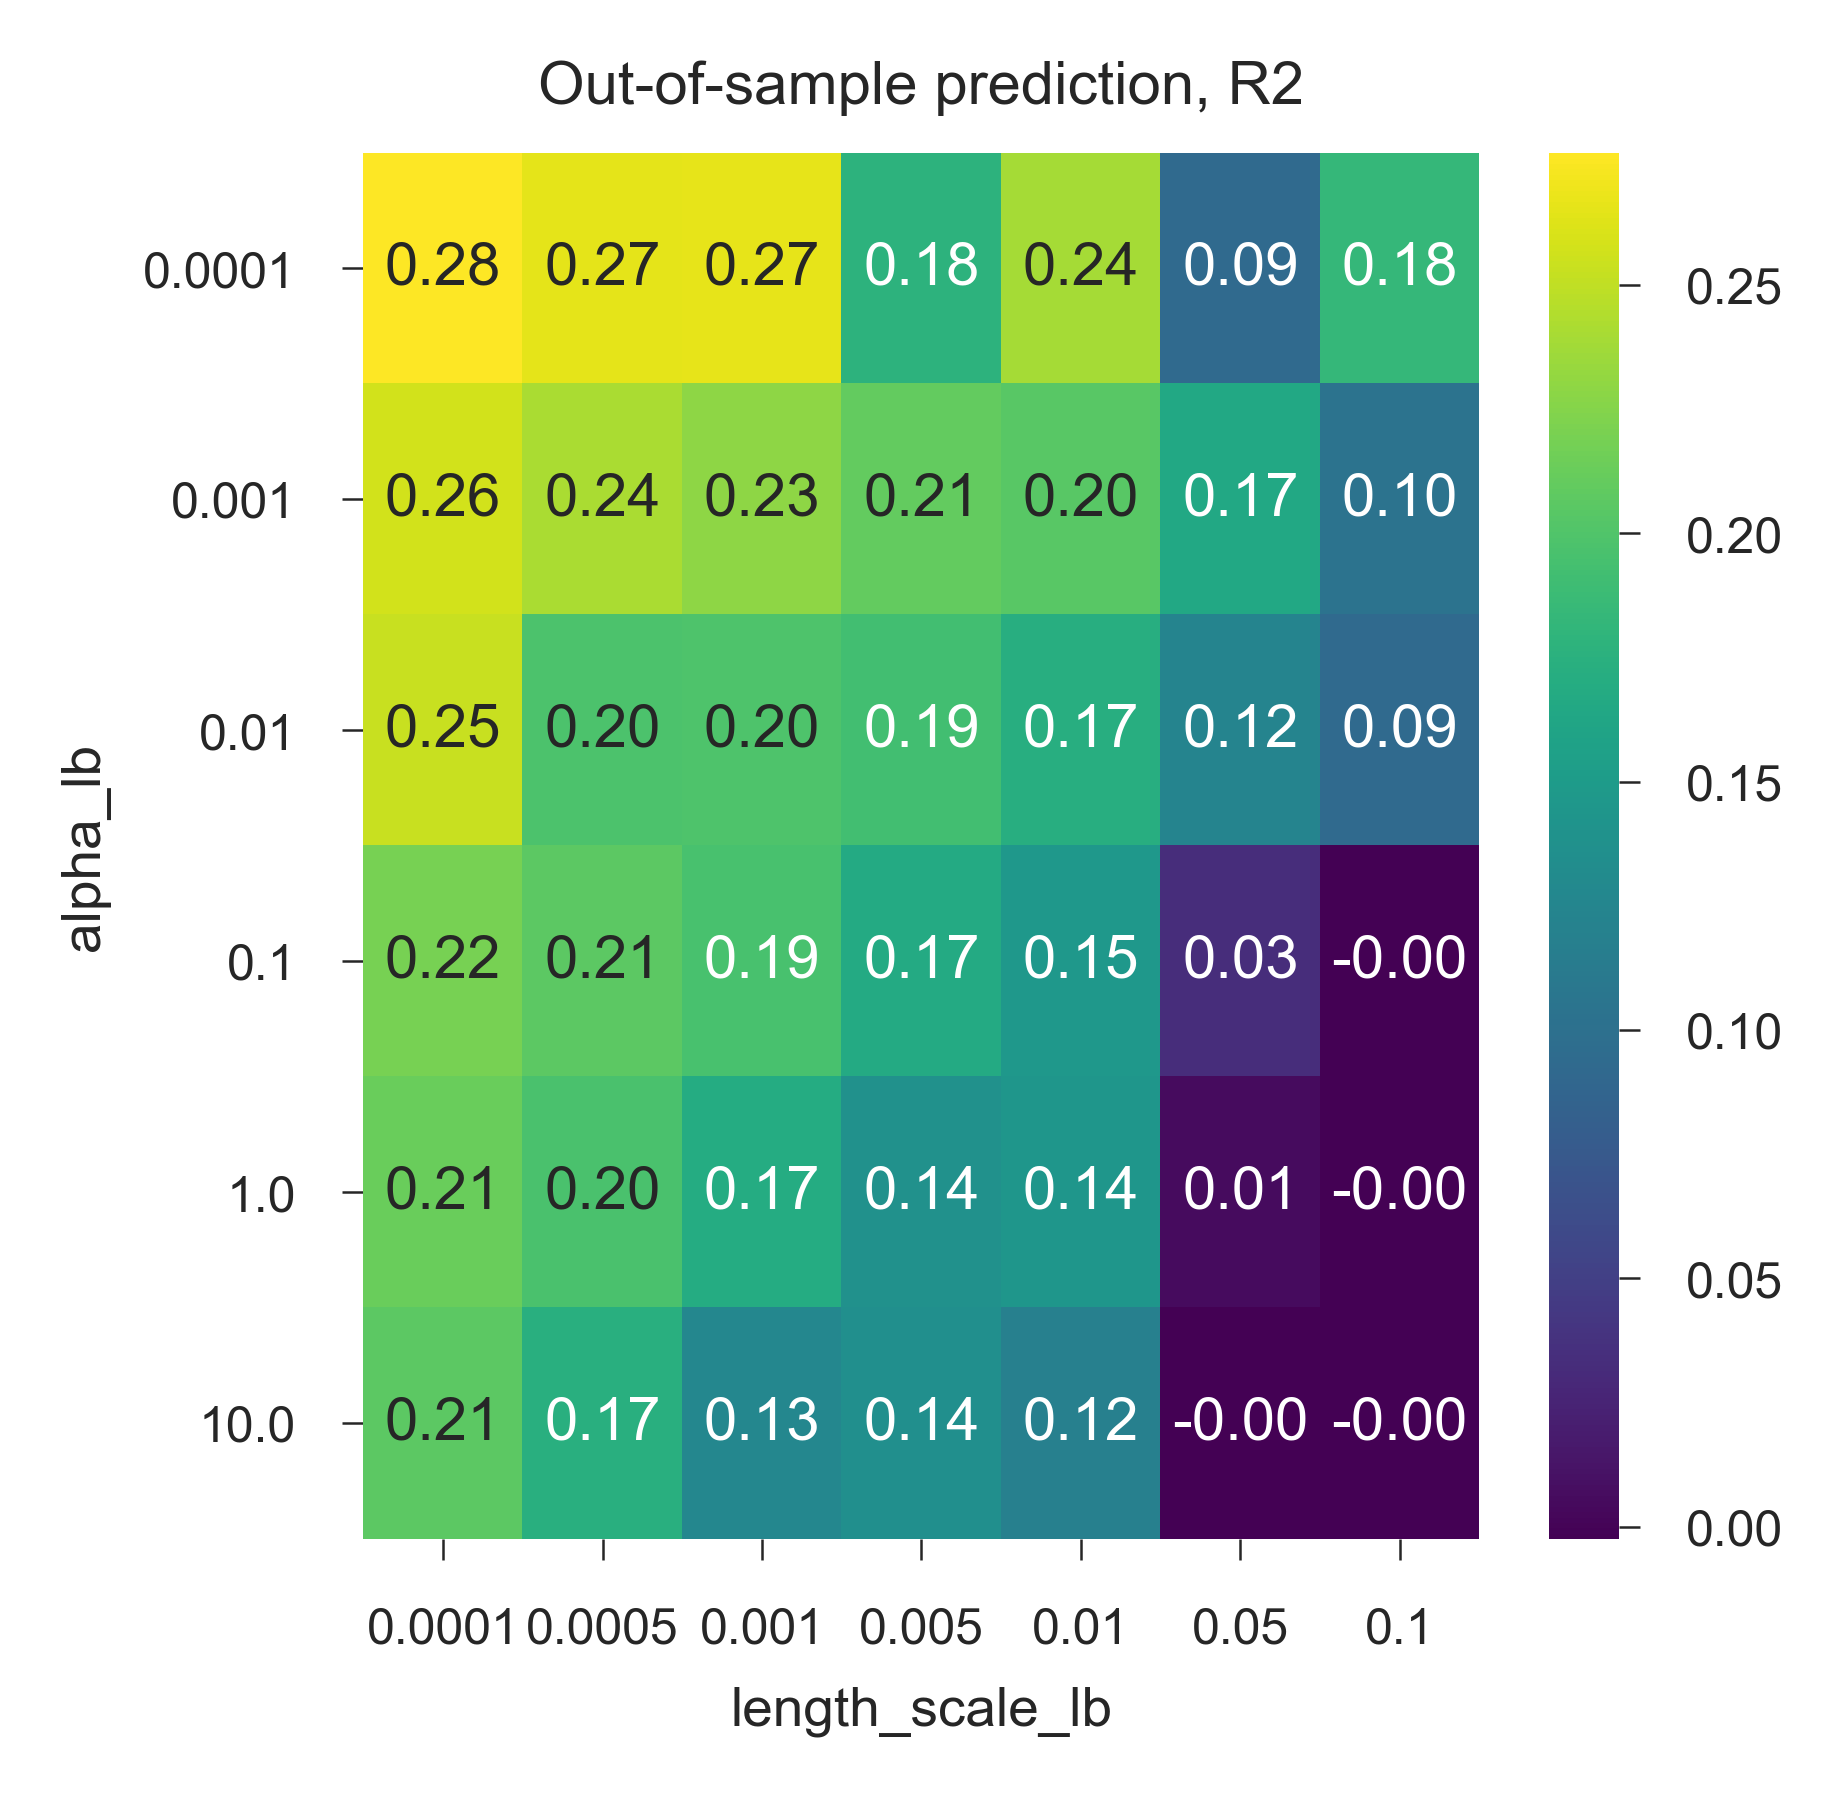 Out-of-sample prediction, R2
alpha_lb
0.0001 0.28 0.27 0.27 0.18 0.24 0.09 0.18
0.001 0.26 0.24 0.23 0.21 0.20 0.17 0.10
0.01 0.25 0.20 0.20 0.19 0.17 0.12 0.09
0.1 0.22 0.21 0.19 0.17 0.15 0.03 -0.00
1.0 0.21 0.20 0.17 0.14 0.14 0.01 -0.00
10.0 0.21 0.17 0.13 0.14 0.12 -0.00 -0.00
0.0001 0.0005 0.001 0.005 0.01 0.05 0.1
length_scale_lb
0.25
0.20
0.15
0.10
0.05
0.00